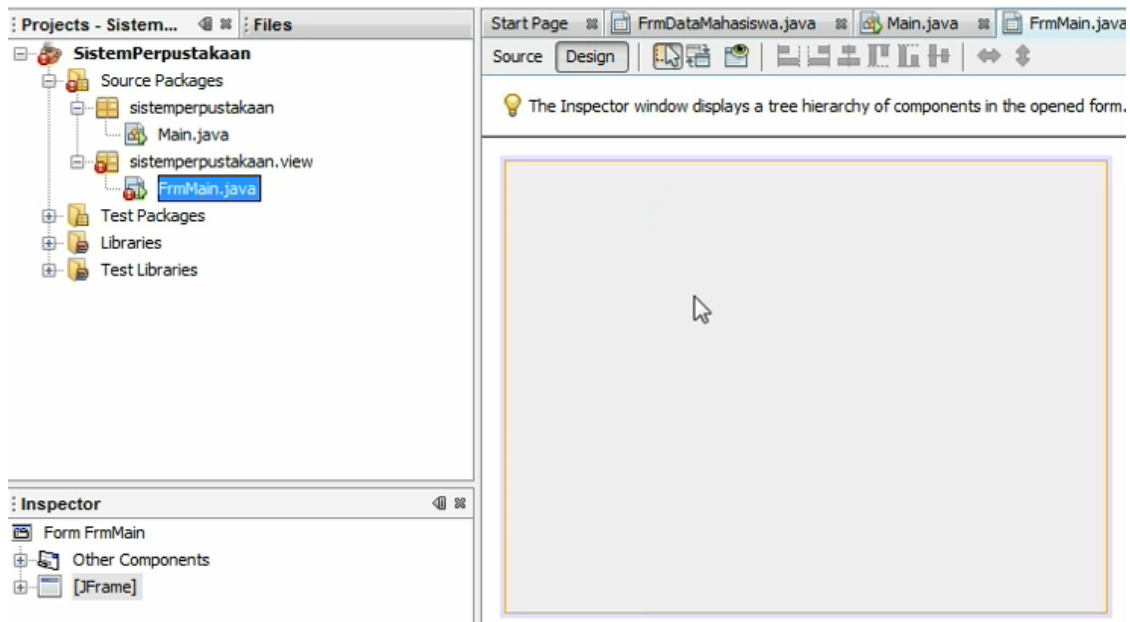 Projects - Sistem...
Files
SistemPerpustakaan
Source Packages
sistemperpustakaan
Main.java
sistemperpustakaan.view
FrmMain.java
Test Packages
Libraries
Test Libraries
Inspector
Form FrmMain
Other Components
[JFrame]
Start Page
FrmDataMahasiswa.java
Main.java
FrmMain.java
Source
Design
The Inspector window displays a tree hierarchy of components in the opened form.